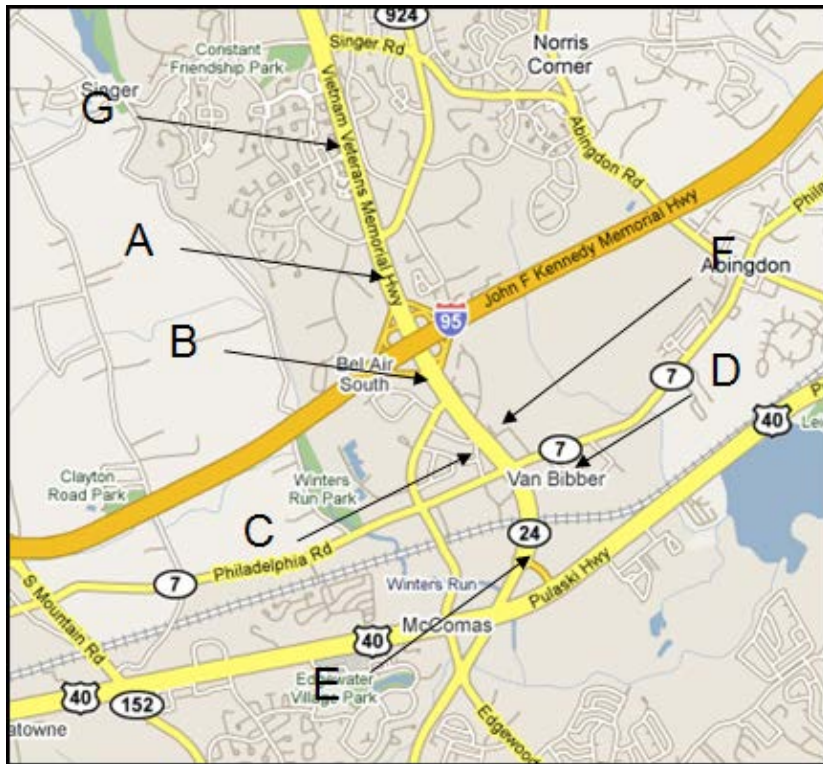 924
Singer Rd
Constant
Friendship Park
Norris
Corner
Singer
G
Vietnam Veterans Memorial Hwy
Abingdon Rd
John F Kennedy Memorial Hwy
A
F
Abingdon
95
B
Bel Air
South
7
D
40
7
Van Bibber
Clayton
Road Park
Winters
Run Park
C
24
7
Philadelphia Rd
S Mountain Rd
Winters Run
Pulaski Hwy
McComas
40
E
Edgewater
Village Park
40
152
atowne
Edgewood